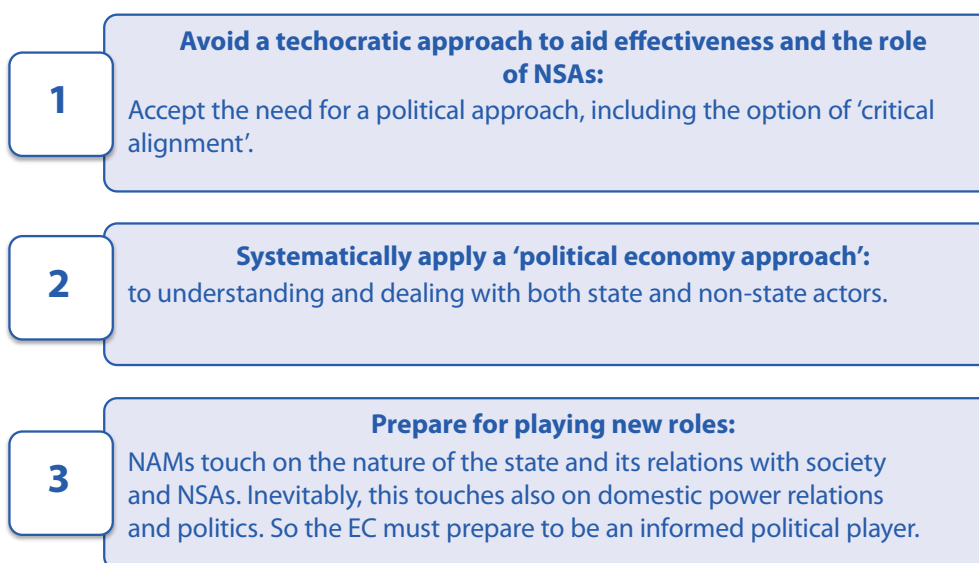 1
Avoid a techocratic approach to aid effectiveness and the role
of NSAs:
Accept the need for a political approach, including the option of ‘critical
alignment’.
2
Systematically apply a ‘political economy approach’:
to understanding and dealing with both state and non-state actors.
3
Prepare for playing new roles:
NAMs touch on the nature of the state and its relations with society
and NSAs. Inevitably, this touches also on domestic power relations
and politics. So the EC must prepare to be an informed political player.